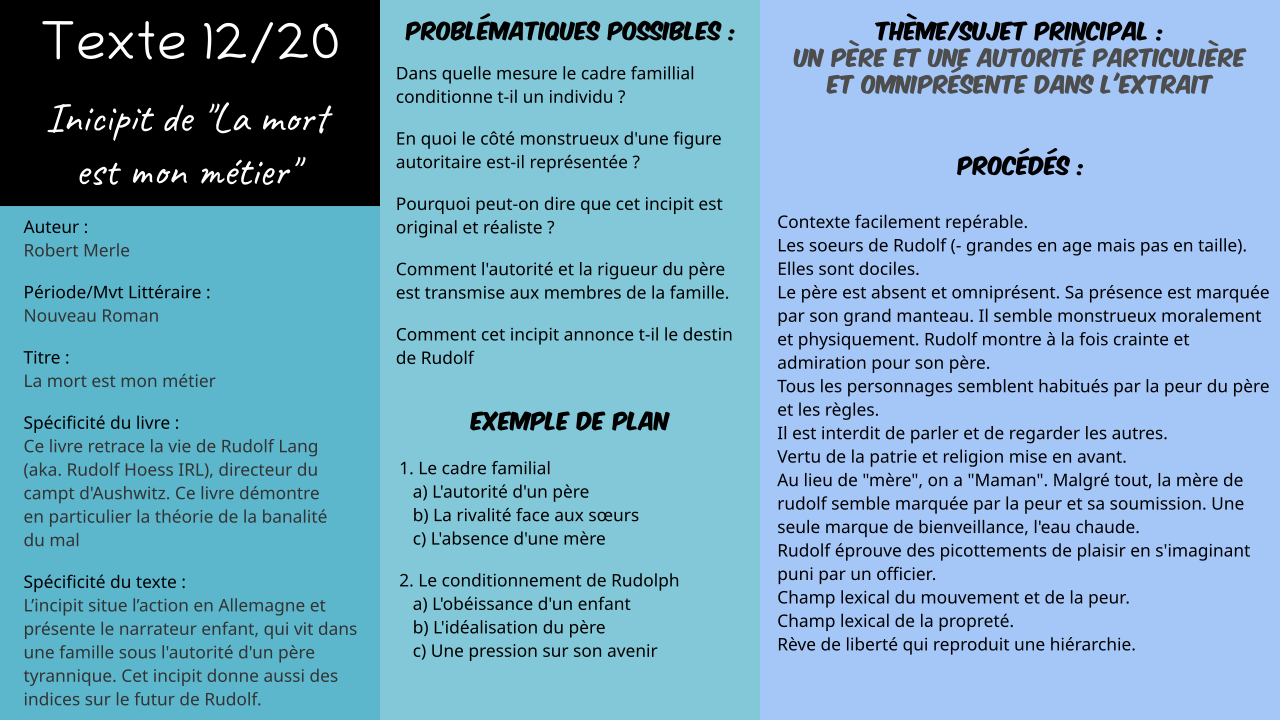 Texte 12/20
Inicipit de "La mort
est mon métier"
Auteur :
Robert Merle
Période/Mvt Littéraire :
Nouveau Roman
Titre :
La mort est mon métier
Spécificité du livre :
Ce livre retrace la vie de Rudolf Lang
(aka. Rudolf Hoess IRL), directeur du
campt d'Aushwitz. Ce livre démontre
en particulier la théorie de la banalité
du mal
Spécificité du texte :
L’incipit situe l’action en Allemagne et
présente le narrateur enfant, qui vit dans
une famille sous l'autorité d'un père
tyrannique. Cet incipit donne aussi des
indices sur le futur de Rudolf.
PROBLÉMATIQUES POSSIBLES :
Dans quelle mesure le cadre famillial
conditionne t-il un individu ?
En quoi le côté monstrueux d'une figure
autoritaire est-il représentée ?
Pourquoi peut-on dire que cet incipit est
original et réaliste ?
Comment l'autorité et la rigueur du père
est transmise aux membres de la famille.
Comment cet incipit annonce t-il le destin
de Rudolf
EXEMPLE DE PLAN
1. Le cadre familial
a) L'autorité d'un père
b) La rivalité face aux sœurs
c) L'absence d'une mère
2. Le conditionnement de Rudolph
a) L'obéissance d'un enfant
b) L'idéalisation du père
c) Une pression sur son avenir
THÈME/SUJET PRINCIPAL :
UN PÈRE ET UNE AUTORITÉ PARTICULIÈRE
ET OMNIPRÉSENTE DANS L'EXTRAIT
PROCÉDÉS :
Contexte facilement repérable.
Les soeurs de Rudolf (- grandes en age mais pas en taille).
Elles sont dociles.
Le père est absent et omniprésent. Sa présence est marquée
par son grand manteau. Il semble monstrueux moralement
et physiquement. Rudolf montre à la fois crainte et
admiration pour son père.
Tous les personnages semblent habitués par la peur du père
et les règles.
Il est interdit de parler et de regarder les autres.
Vertu de la patrie et religion mise en avant.
Au lieu de "mère", on a "Maman". Malgré tout, la mère de
rudolf semble marquée par la peur et sa soumission. Une
seule marque de bienveillance, l'eau chaude.
Rudolf éprouve des picottements de plaisir en s'imaginant
puni par un officier.
Champ lexical du mouvement et de la peur.
Champ lexical de la propreté.
Rève de liberté qui reproduit une hiérarchie.